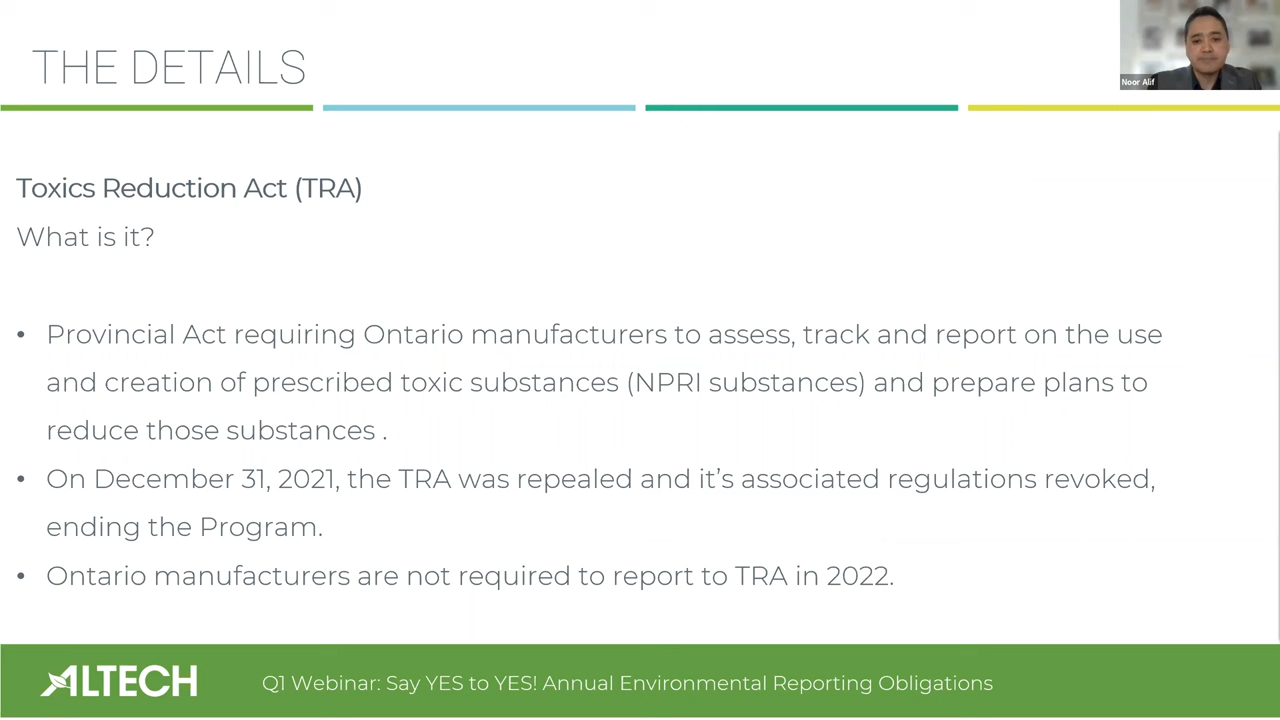 THE DETAILS
Noor Alif
Toxics Reduction Act (TRA)
What is it?
• Provincial Act requiring Ontario manufacturers to assess, track and report on the use
and creation of prescribed toxic substances (NPRI substances) and prepare plans to
reduce those substances .
• On December 31, 2021, the TRA was repealed and it’s associated regulations revoked,
ending the Program.
• Ontario manufacturers are not required to report to TRA in 2022.
ALTECH
Q1 Webinar: Say YES to YES! Annual Environmental Reporting Obligations